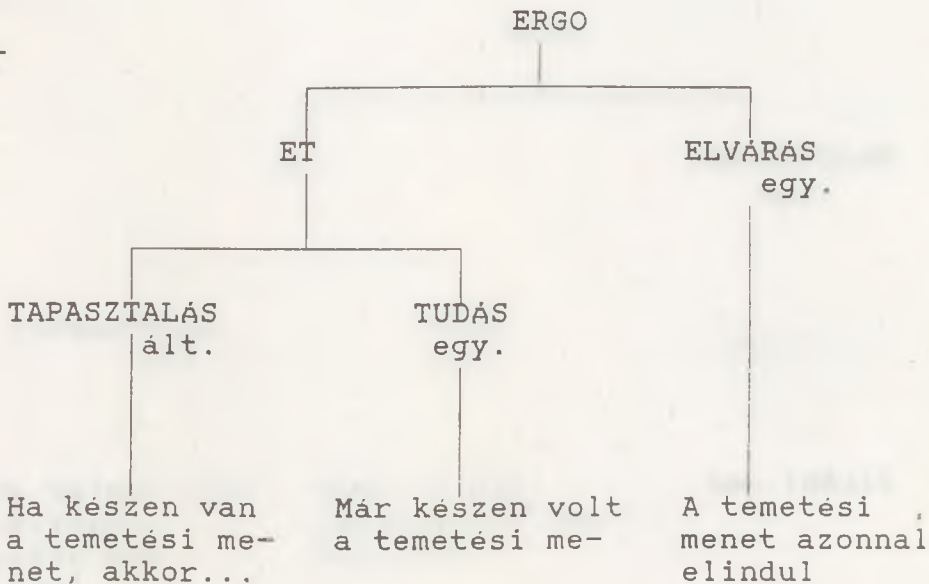 ERGO
ET
ELVÁRÁS
egy.
TAPASZTALÁS
ált.
TUDÁS
egy.
Ha készen van
a temetési me-
net, akkor...
Már készen volt
a temetési me-
A temetési
menet azonnal
elindul